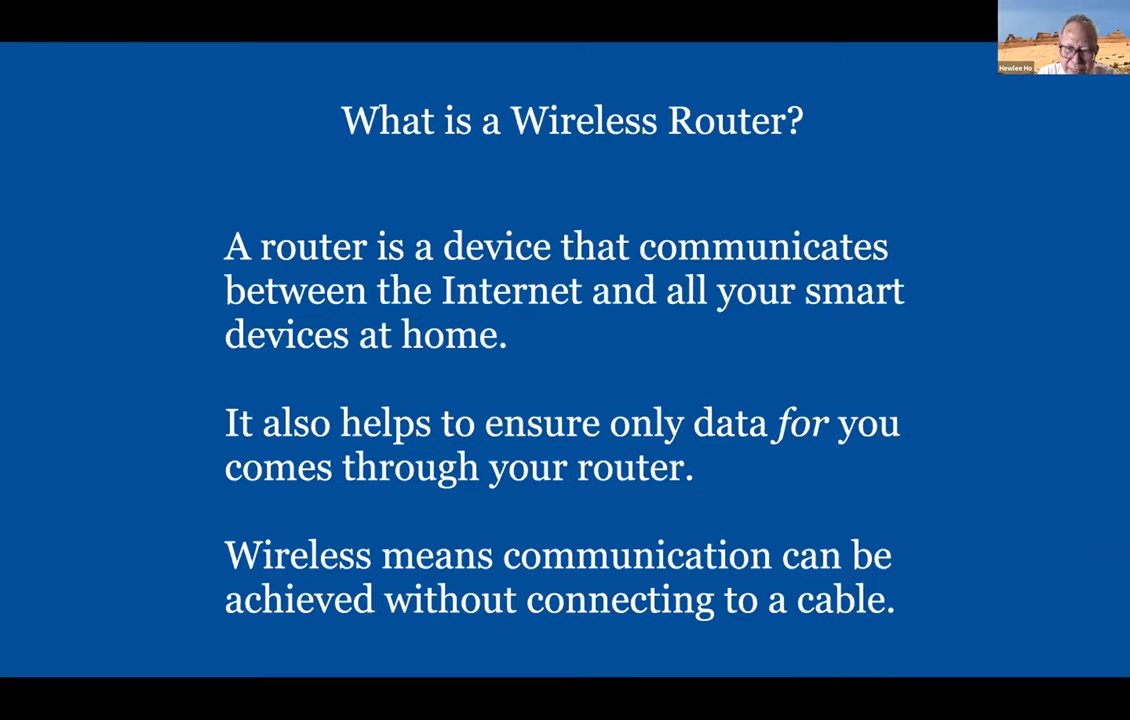 What is a Wireless Router?
A router is a device that communicates
between the Internet and all your smart
devices at home.
It also helps to ensure only data for you
comes through your router.
Wireless means communication can be
achieved without connecting to a cable.
Hewlee Ho